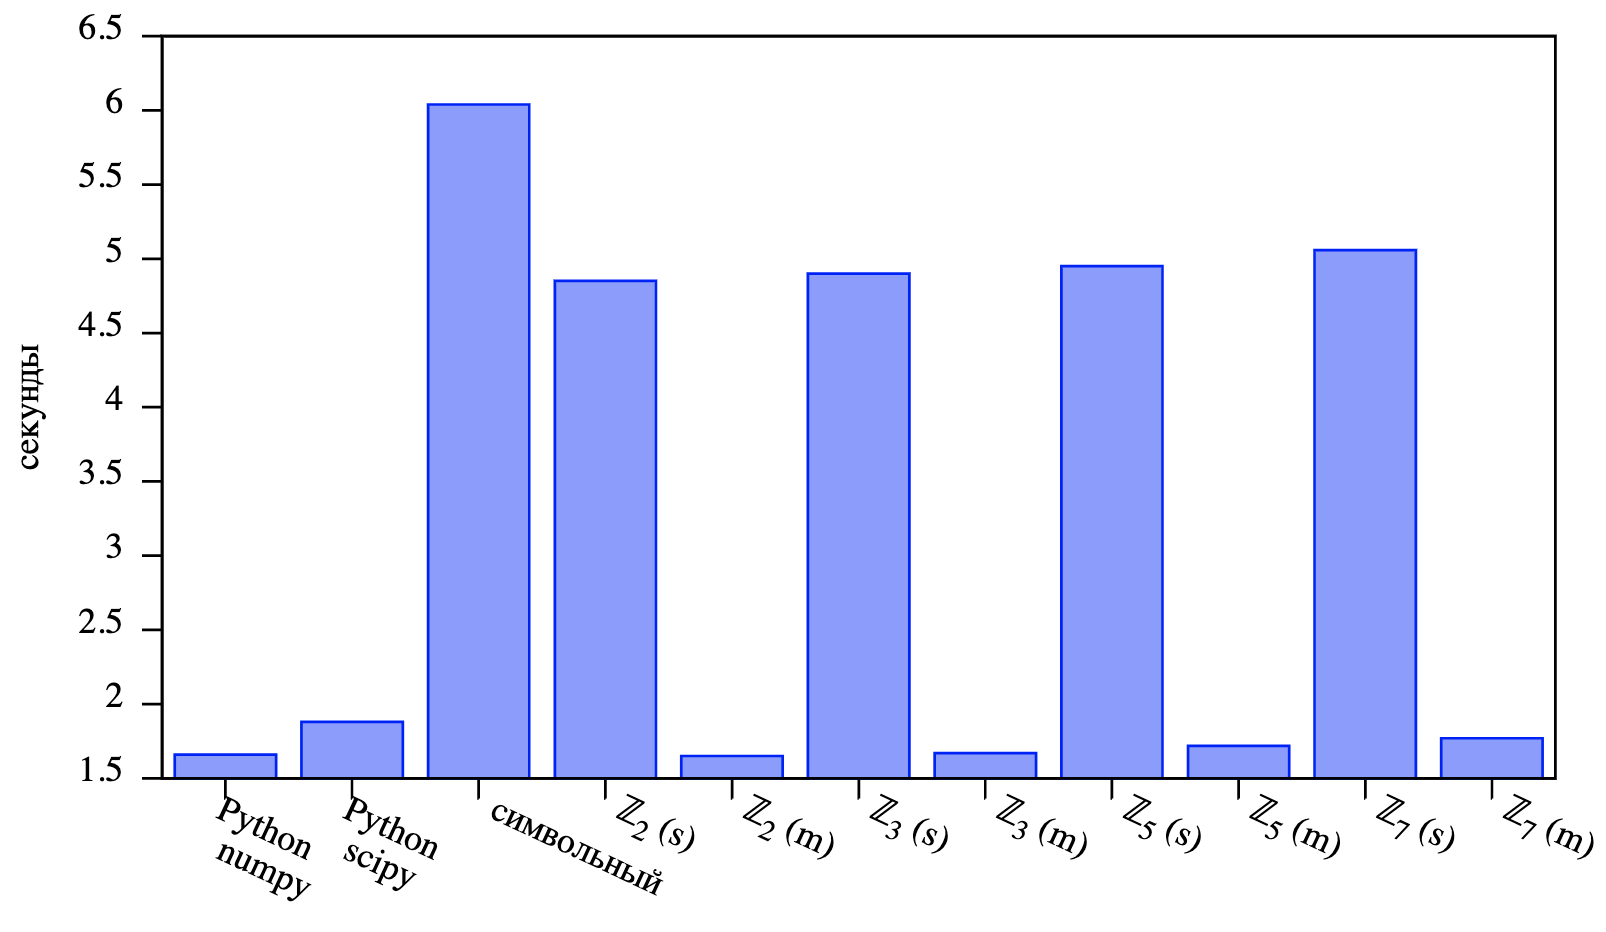 6.5
6
5.5
5
4.5
4
3.5
3
2.5
2
1.5
секунды
Python
numpy
Python
scipy
символьный
ℤ₂ (s)
ℤ₂ (m)
ℤ₃ (s)
ℤ₃ (m)
ℤ₅ (s)
ℤ₅ (m)
ℤ₇ (s)
ℤ₇ (m)